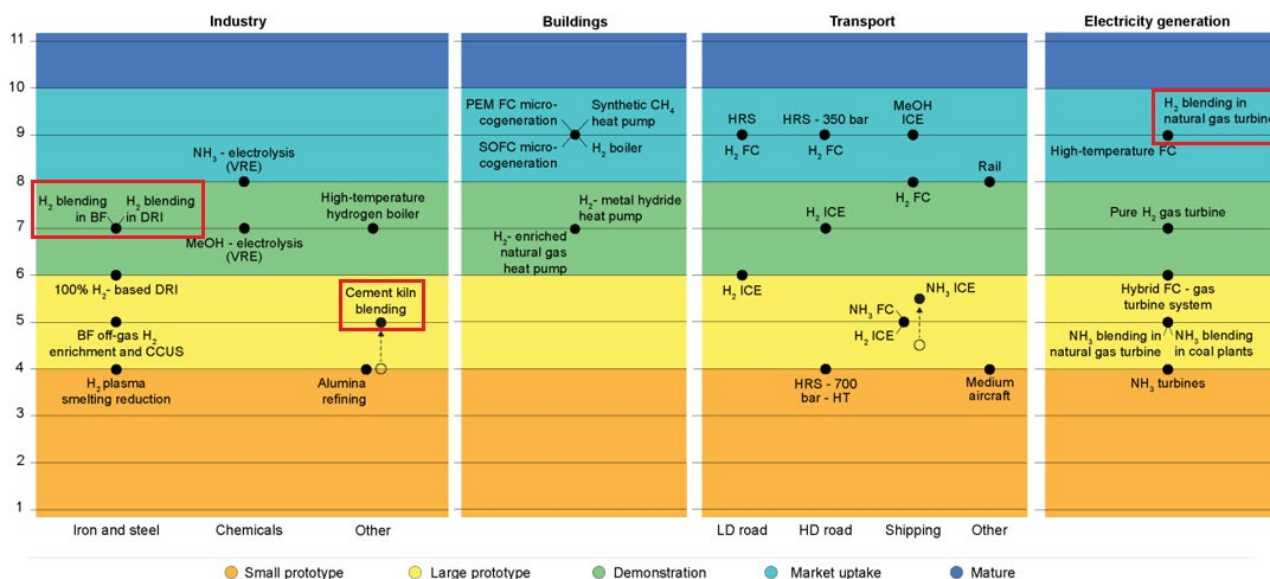 Industry
Buildings
Transport
Electricity generation
11
10
9
8
7
6
5
4
3
2
1
NH₃ - electrolysis
(VRE)
H₂ blending
in BF
H₂ blending
in DRI
High-temperature
hydrogen boiler
MeOH - electrolysis
(VRE)
100% H₂- based DRI
Cement kiln
blending
BF off-gas H₂
enrichment and CCUS
H₂ plasma
smelting reduction
Alumina
refining
Iron and steel
Chemicals
Other
PEM FC micro-
cogeneration
Synthetic CH₄
heat pump
SOFC micro-
cogeneration
H₂ boiler
H₂- metal hydride
heat pump
H₂- enriched
natural gas
heat pump
HRS
H₂ FC
HRS - 350 bar
H₂ FC
MeOH
ICE
H₂ FC
Rail
H₂ ICE
H₂ ICE
NH₃ ICE
NH₃ FC
H₂ ICE
HRS - 700
bar - HT
Medium
aircraft
LD road
HD road
Shipping
Other
H₂ blending in
natural gas turbine
High-temperature FC
Pure H₂ gas turbine
Hybrid FC - gas
turbine system
NH₃ blending in
natural gas turbine
NH₃ blending
in coal plants
NH₃ turbines
Small prototype
Large prototype
Demonstration
Market uptake
Mature